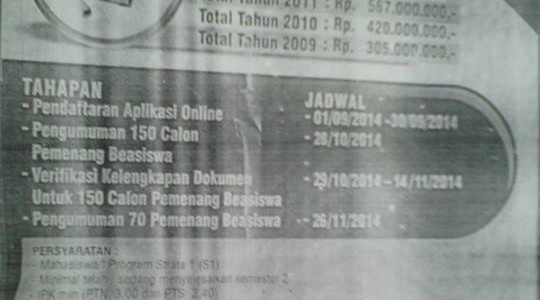 Total Tahun 2011 : Rp. 567.000.000,-
Total Tahun 2010 : Rp. 420.000.000,-
Total Tahun 2009 : Rp. 305.000.000,-
TAHAPAN JADWAL
- Pendaftaran Aplikasi Online - 01/09/2014 -30/09/2014
- Pengumuman 150 Calon - 28/10/2014
Pemenang Beasiswa
- Verifikasi Kelengkapan Dokumen - 29/10/2014 - 14/11/2014
Untuk 150 Calon Pemenang Beasiswa
- Pengumuman 70 Pemenang Beasiswa - 26/11/2014
PERSYARATAN :
- Mahasiswa Program Strata 1 (S1)
- Minimal telah / sedang menyelesaikan semester 2
- IPK min (PTN 3,00 dan PTS 3,40)